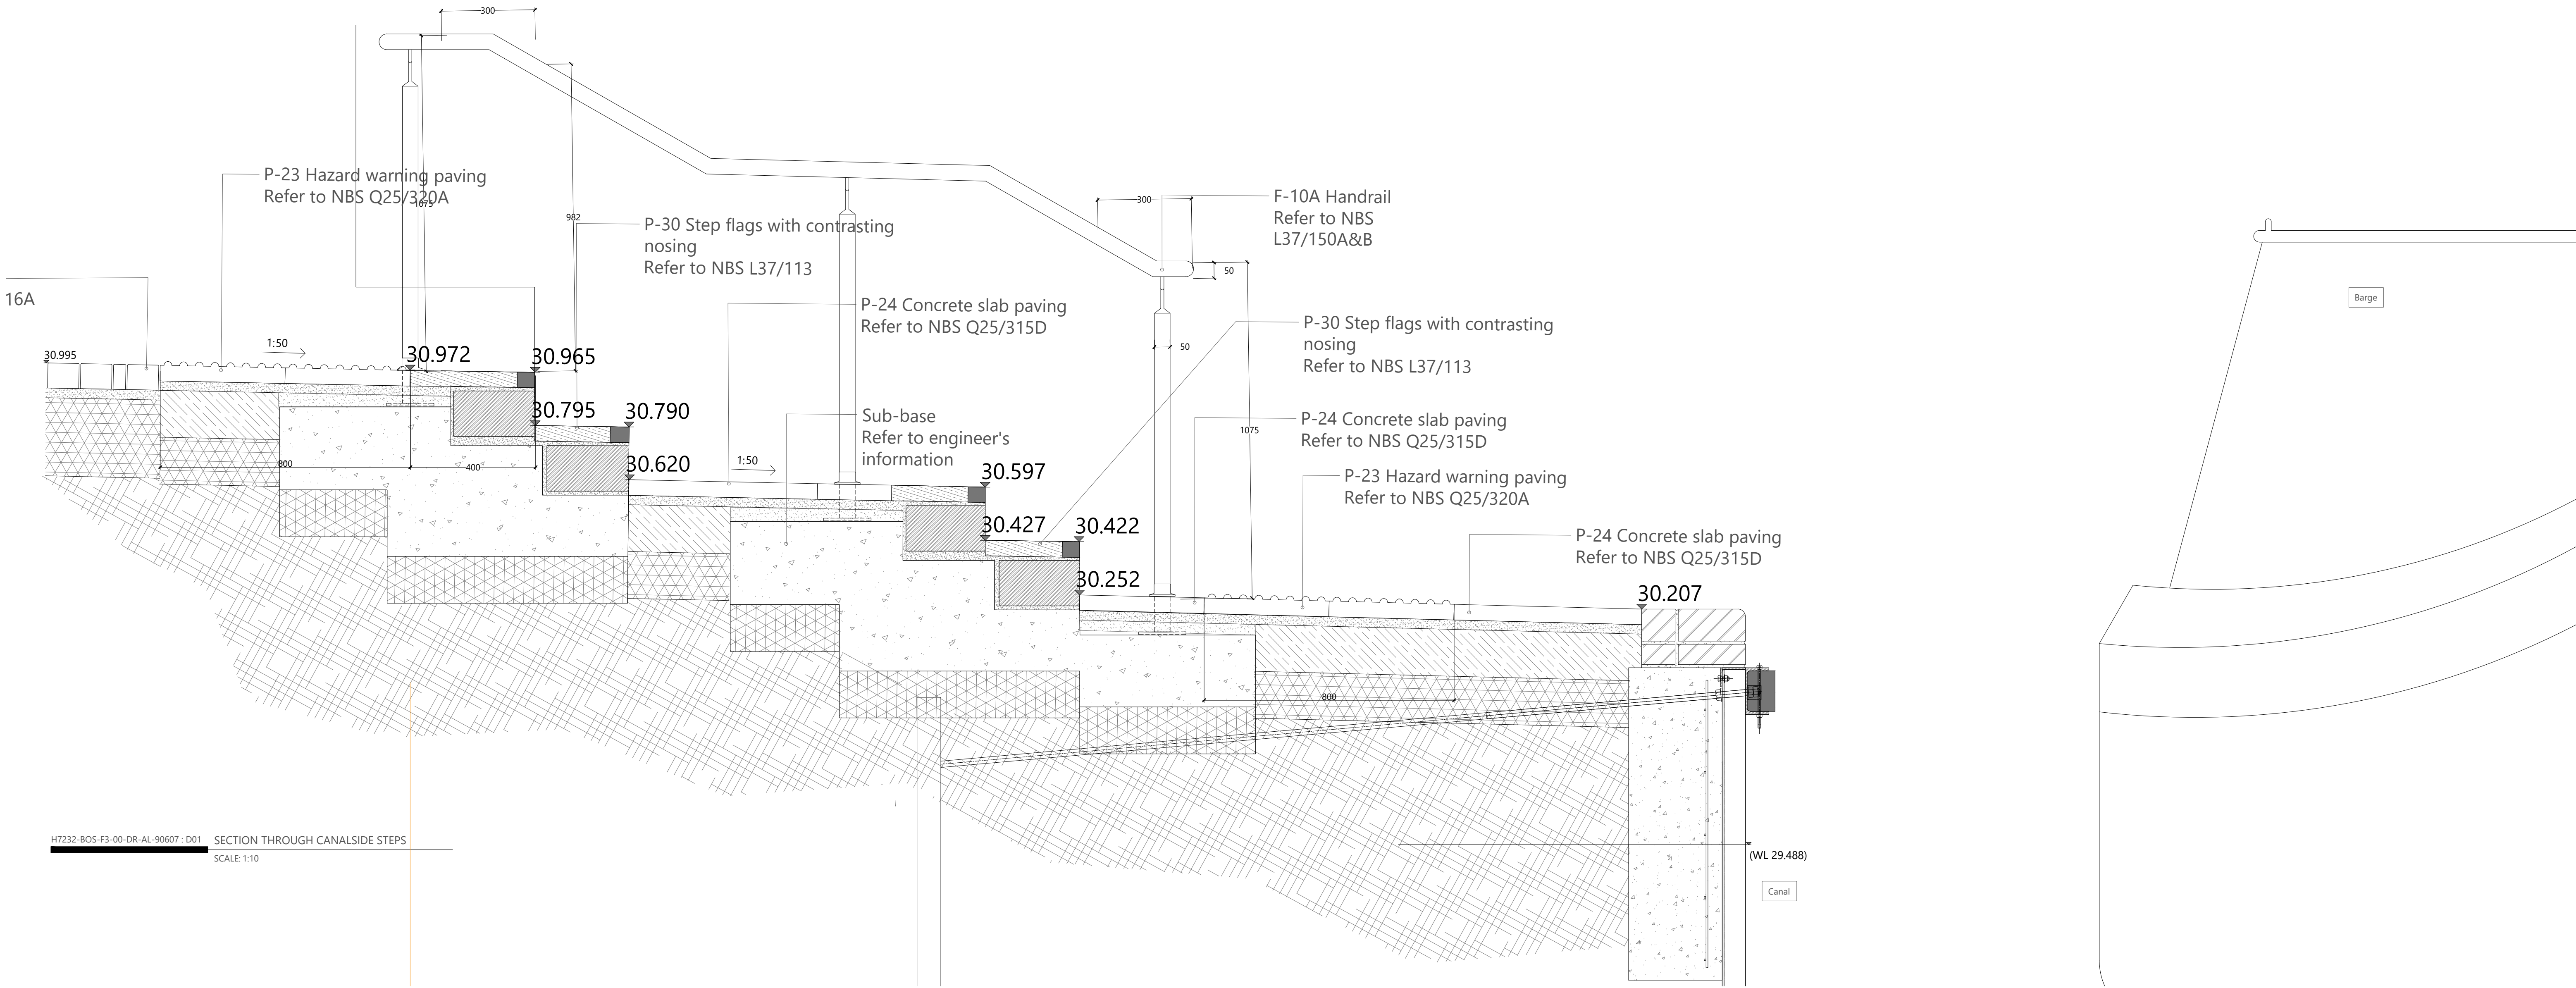 300
P-23 Hazard warning paving
Refer to NBS Q25/320A
1075
982
P-30 Step flags with contrasting
nosing
Refer to NBS L37/113
300
F-10A Handrail
Refer to NBS
L37/150A&B
50
16A
P-24 Concrete slab paving
Refer to NBS Q25/315D
P-30 Step flags with contrasting
nosing
Refer to NBS L37/113
Barge
50
30.995
1:50
30.972
30.965
30.795
30.790
Sub-base
Refer to engineer's
information
1075
P-24 Concrete slab paving
Refer to NBS Q25/315D
800
400
30.620
1:50
30.597
P-23 Hazard warning paving
Refer to NBS Q25/320A
30.427
30.422
P-24 Concrete slab paving
Refer to NBS Q25/315D
30.252
30.207
800
H7232-BOS-F3-00-DR-AL-90607 : D01
SECTION THROUGH CANALSIDE STEPS
SCALE: 1:10
(WL 29.488)
Canal